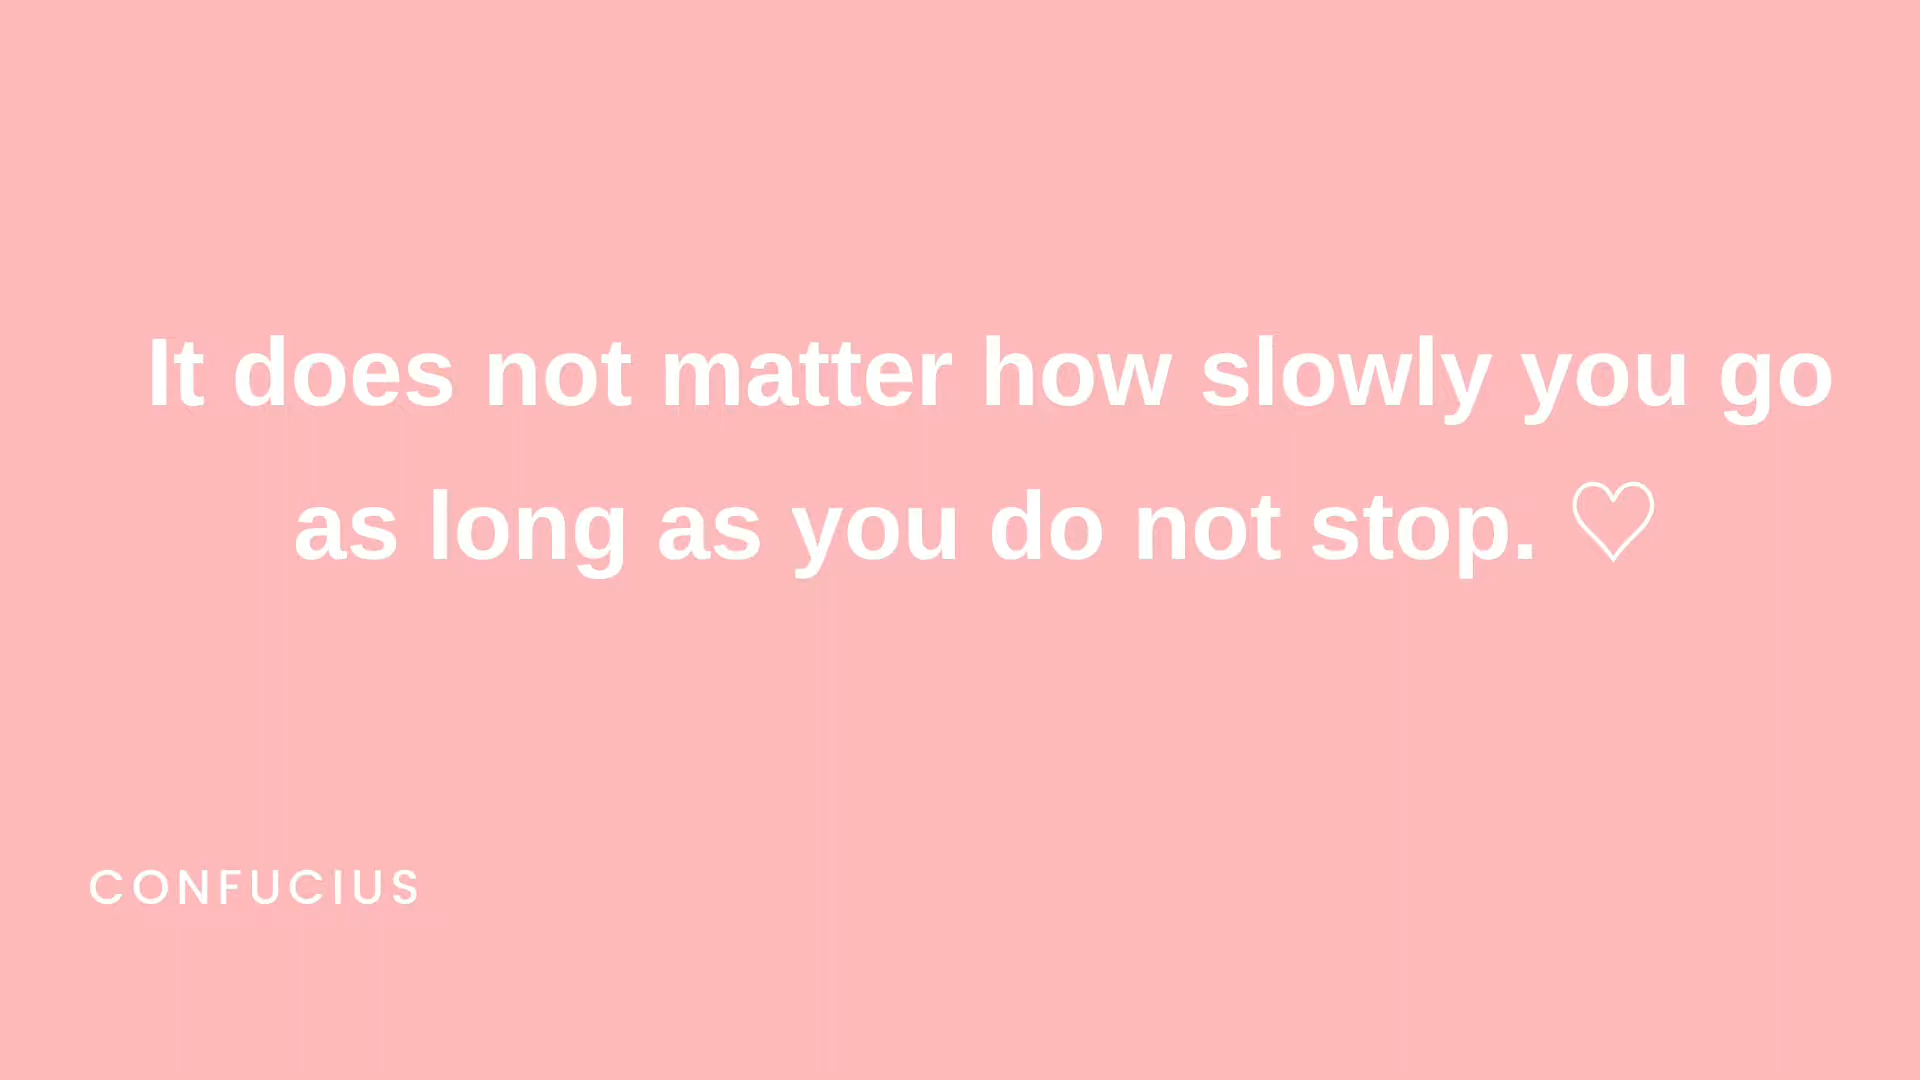 It does not matter how slowly you go
as long as you do not stop. ♡
CONFUCIUS